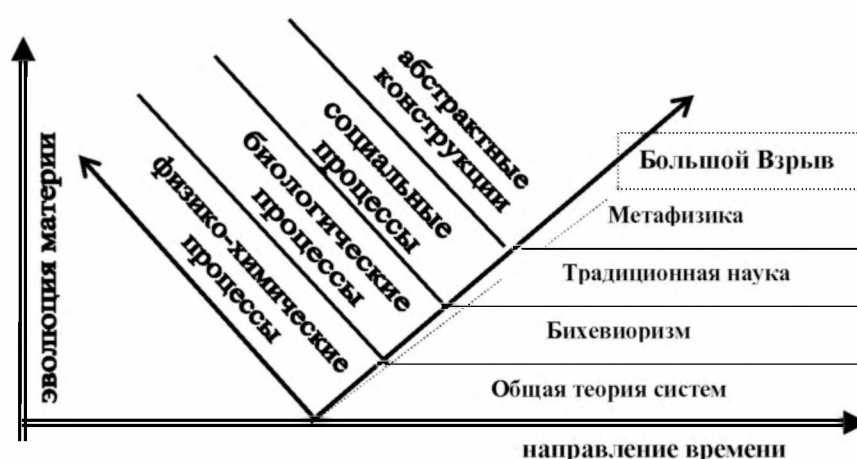 эволюция материи
физико-химические
процессы
биологические
процессы
социальные
процессы
абстрактные
конструкции
Большой Взрыв
Метафизика
Традиционная наука
Бихевиоризм
Общая теория систем
направление времени